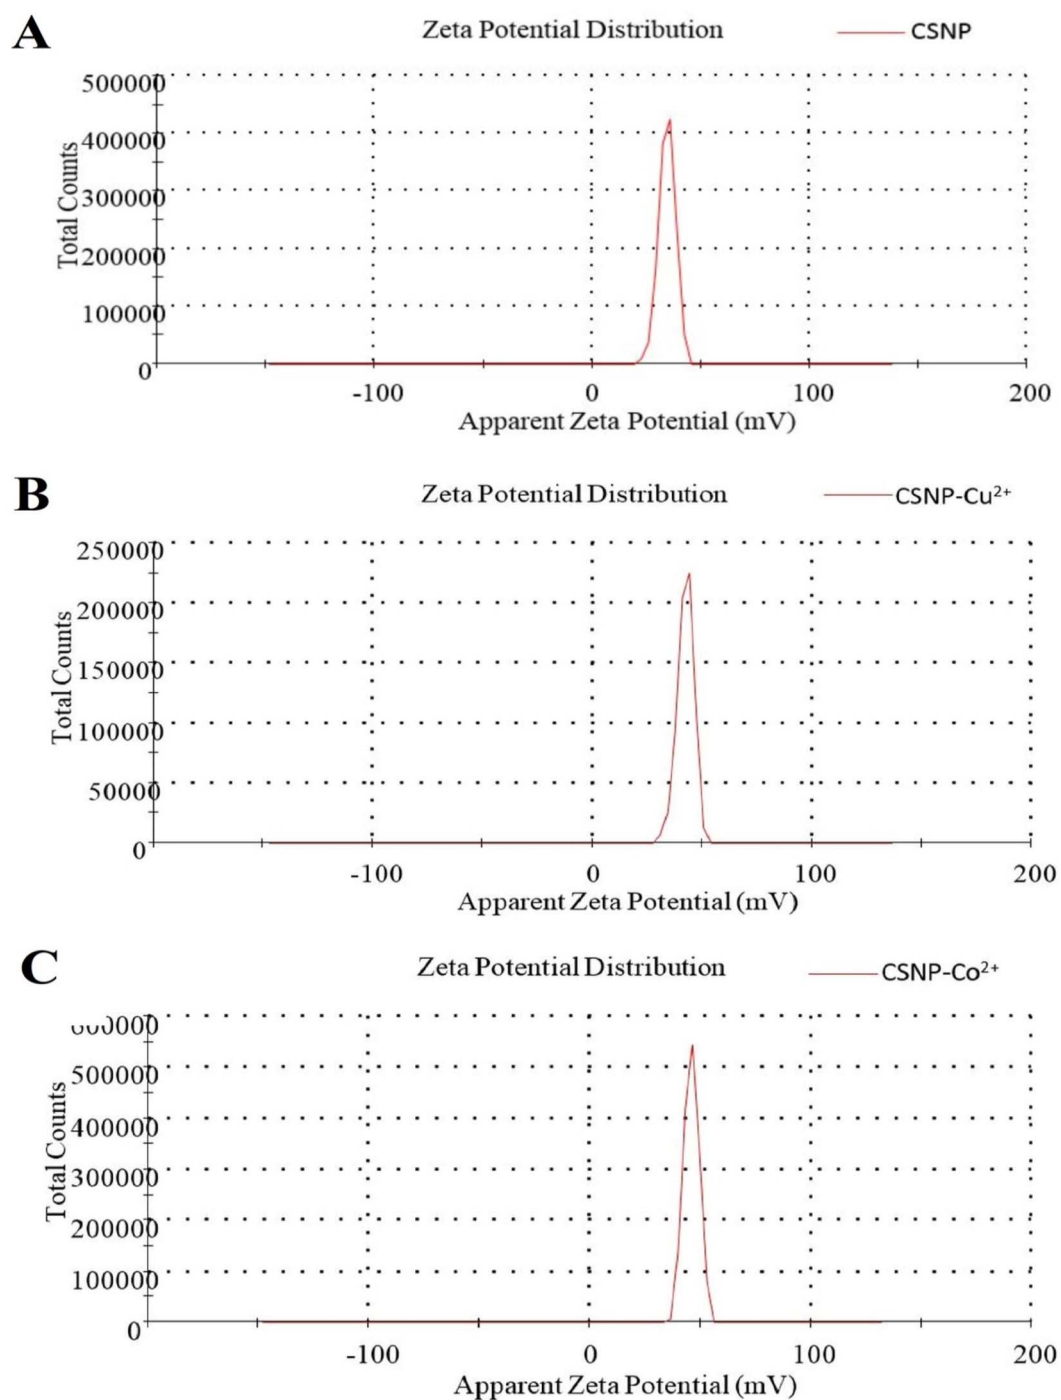 A
Zeta Potential Distribution
CSNP
500000
400000
300000
200000
100000
0
Total Counts
-100
0
100
200
Apparent Zeta Potential (mV)
B
Zeta Potential Distribution
CSNP-Cu²⁺
250000
200000
150000
100000
50000
0
Total Counts
-100
0
100
200
Apparent Zeta Potential (mV)
C
Zeta Potential Distribution
CSNP-Co²⁺
600000
500000
400000
300000
200000
100000
0
Total Counts
-100
0
100
200
Apparent Zeta Potential (mV)